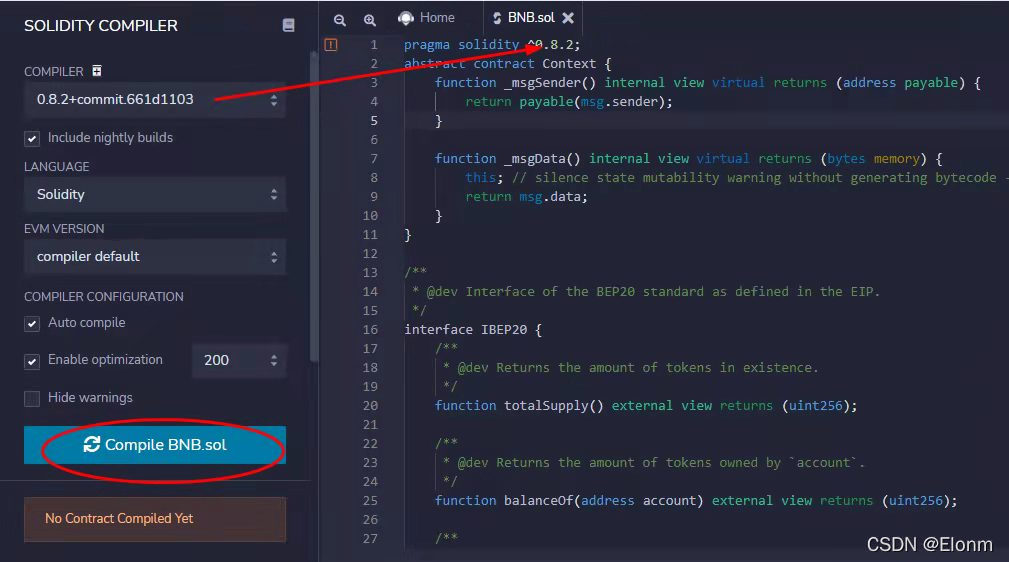 SOLIDITY COMPILER
COMPILER
0.8.2+commit.661d1103
Include nightly builds
LANGUAGE
Solidity
EVM VERSION
compiler default
COMPILER CONFIGURATION
Auto compile
Enable optimization 200
Hide warnings
Compile BNB.sol
No Contract Compiled Yet
Home BNB.sol
1 pragma solidity ^0.8.2;
2 abstract contract Context {
3 function _msgSender() internal view virtual returns (address payable) {
4 return payable(msg.sender);
5 }
6
7 function _msgData() internal view virtual returns (bytes memory) {
8 this; // silence state mutability warning without generating bytecode -
9 return msg.data;
10 }
11 }
12
13 /**
14 * @dev Interface of the BEP20 standard as defined in the EIP.
15 */
16 interface IBEP20 {
17 /**
18 * @dev Returns the amount of tokens in existence.
19 */
20 function totalSupply() external view returns (uint256);
21
22 /**
23 * @dev Returns the amount of tokens owned by `account`.
24 */
25 function balanceOf(address account) external view returns (uint256);
26
27 /**
CSDN @Elonm